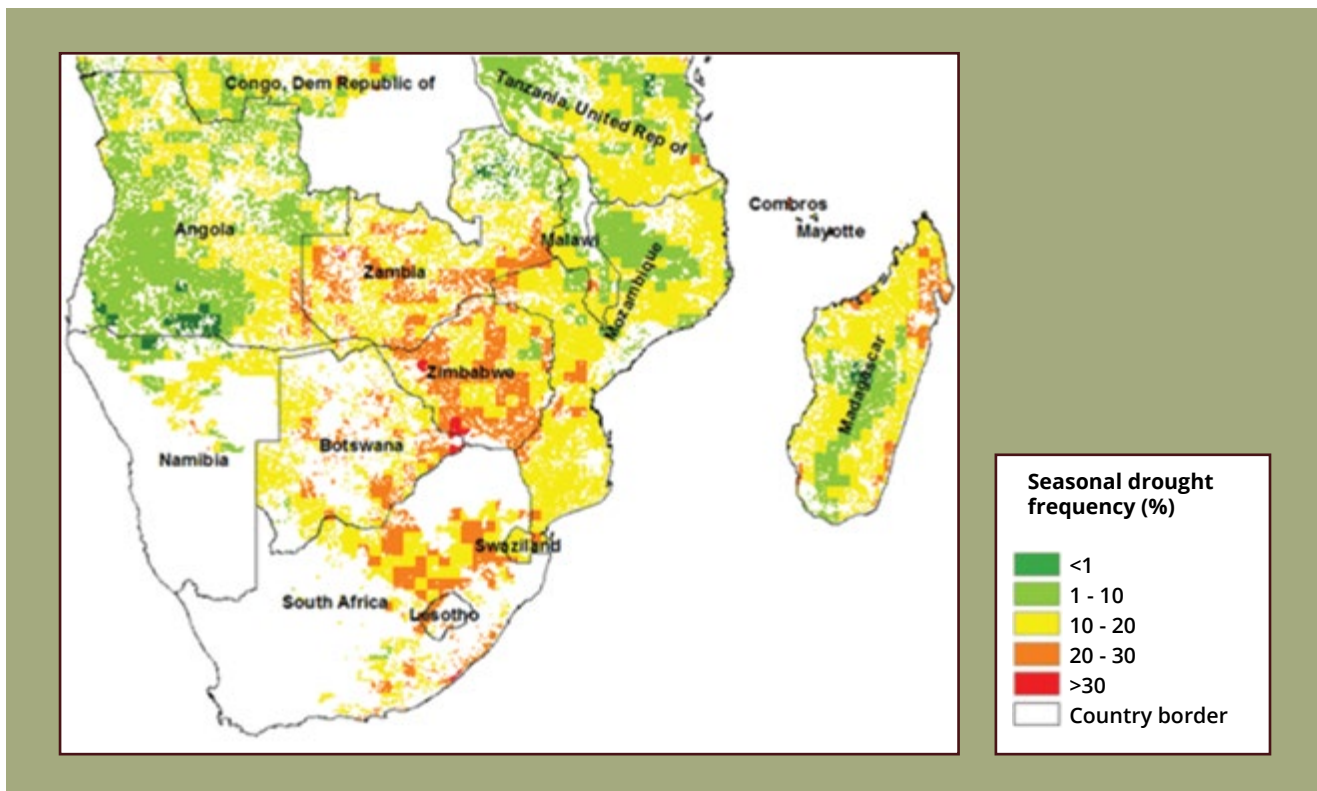 Congo, Dem Republic of
Tanzania, United Rep of
Angola
Comoros
Mayotte
Malawi
Zambia
Mozambique
Zimbabwe
Madagascar
Botswana
Namibia
Swaziland
South Africa
Lesotho
Seasonal drought
frequency (%)
<1
1 - 10
10 - 20
20 - 30
>30
Country border